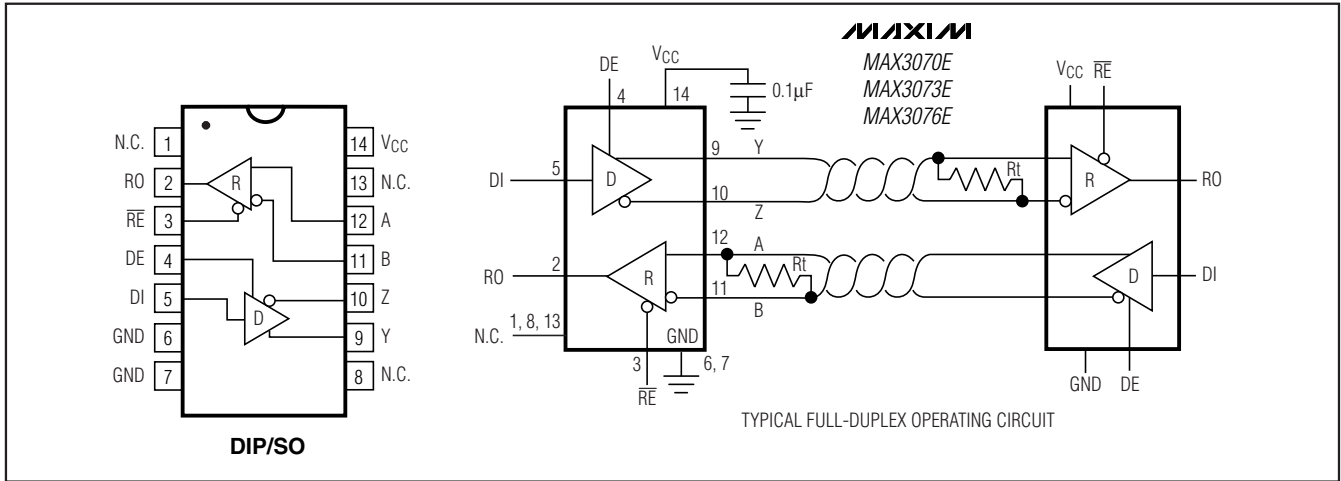 MAXIM
MAX3070E
MAX3073E
MAX3076E
N.C. 1
RO 2
R̅E̅ 3
DE 4
DI 5
GND 6
GND 7
14 VCC
13 N.C.
12 A
11 B
10 Z
9 Y
8 N.C.
R
D
DIP/SO
DE
4
VCC
14
0.1µF
DI
5
D
9
Y
10
Z
Rt
RO
2
R
12
A
Rt
11
B
N.C.
1, 8, 13
GND
6, 7
3
R̅E̅
VCC
R̅E̅
R
RO
D
DI
GND
DE
TYPICAL FULL-DUPLEX OPERATING CIRCUIT